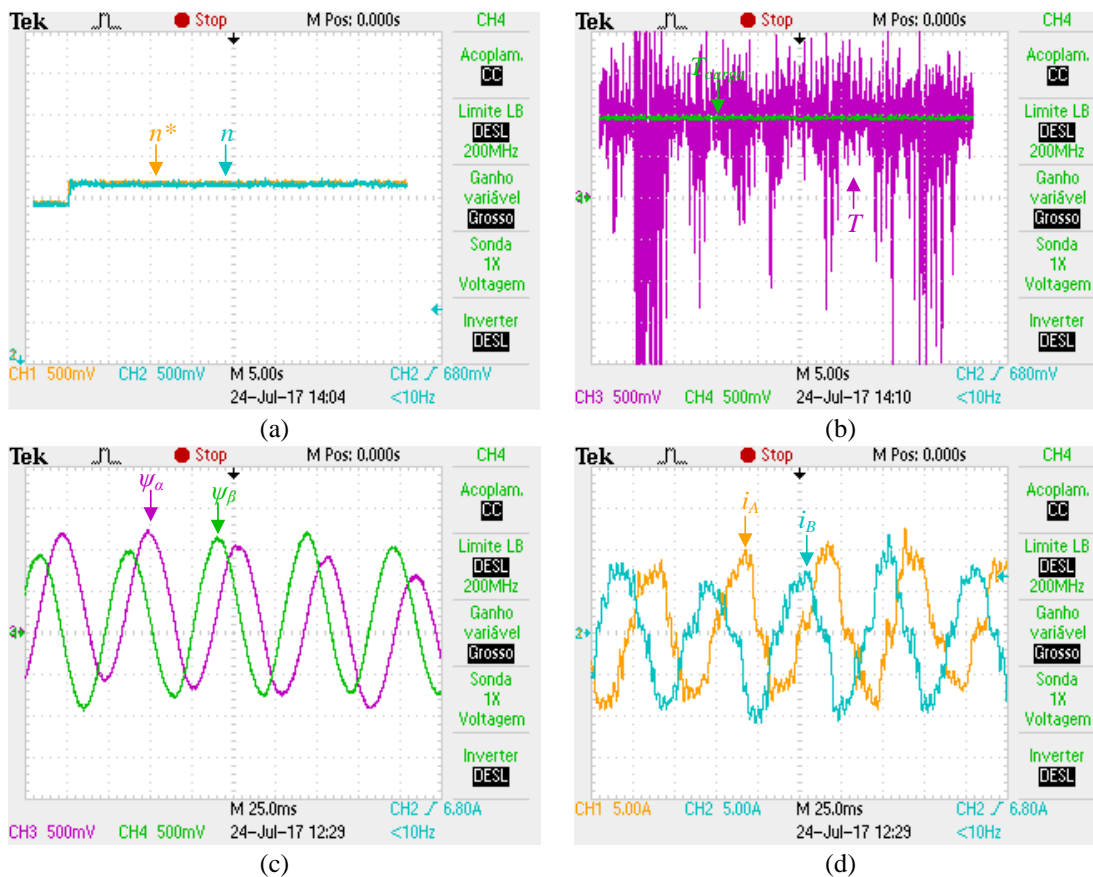 Tek Stop M Pos: 0.000s CH4
Acoplam.
CC
Limite LB
DESL
200MHz
n* n
Ganho
variável
Grosso
Sonda
1X
Voltagem
Inverter
DESL
2
CH1 500mV CH2 500mV M 5.00s CH2 680mV
24-Jul-17 14:04 <10Hz
(a)
Tek Stop M Pos: 0.000s CH4
Acoplam.
CC
Tcarga
Limite LB
DESL
200MHz
Ganho
variável
3
Grosso
T
Sonda
1X
Voltagem
Inverter
DESL
M 5.00s CH2 680mV
CH3 500mV CH4 500mV 24-Jul-17 14:10 <10Hz
(b)
Tek Stop M Pos: 0.000s CH4
ψα ψβ
Acoplam.
CC
Limite LB
DESL
200MHz
Ganho
variável
3
Grosso
Sonda
1X
Voltagem
Inverter
DESL
M 25.0ms CH2 6.80A
CH3 500mV CH4 500mV 24-Jul-17 12:29 <10Hz
(c)
Tek Stop M Pos: 0.000s CH4
Acoplam.
CC
iA iB
Limite LB
DESL
200MHz
Ganho
variável
2
Grosso
Sonda
1X
Voltagem
Inverter
DESL
CH1 5.00A CH2 5.00A M 25.0ms CH2 6.80A
24-Jul-17 12:29 <10Hz
(d)